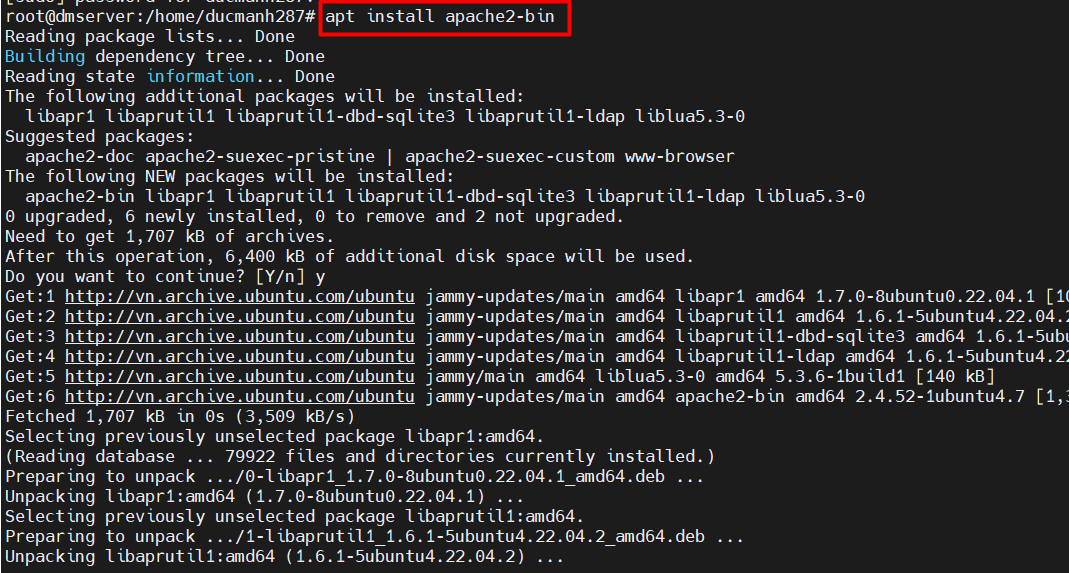 [sudo] password for ducmanh287:
root@dmserver:/home/ducmanh287# apt install apache2-bin
Reading package lists... Done
Building dependency tree... Done
Reading state information... Done
The following additional packages will be installed:
  libapr1 libaprutil1 libaprutil1-dbd-sqlite3 libaprutil1-ldap liblua5.3-0
Suggested packages:
  apache2-doc apache2-suexec-pristine | apache2-suexec-custom www-browser
The following NEW packages will be installed:
  apache2-bin libapr1 libaprutil1 libaprutil1-dbd-sqlite3 libaprutil1-ldap liblua5.3-0
0 upgraded, 6 newly installed, 0 to remove and 2 not upgraded.
Need to get 1,707 kB of archives.
After this operation, 6,400 kB of additional disk space will be used.
Do you want to continue? [Y/n] y
Get:1 http://vn.archive.ubuntu.com/ubuntu jammy-updates/main amd64 libapr1 amd64 1.7.0-8ubuntu0.22.04.1 [10
Get:2 http://vn.archive.ubuntu.com/ubuntu jammy-updates/main amd64 libaprutil1 amd64 1.6.1-5ubuntu4.22.04.2
Get:3 http://vn.archive.ubuntu.com/ubuntu jammy-updates/main amd64 libaprutil1-dbd-sqlite3 amd64 1.6.1-5ubu
Get:4 http://vn.archive.ubuntu.com/ubuntu jammy-updates/main amd64 libaprutil1-ldap amd64 1.6.1-5ubuntu4.22
Get:5 http://vn.archive.ubuntu.com/ubuntu jammy/main amd64 liblua5.3-0 amd64 5.3.6-1build1 [140 kB]
Get:6 http://vn.archive.ubuntu.com/ubuntu jammy-updates/main amd64 apache2-bin amd64 2.4.52-1ubuntu4.7 [1,3
Fetched 1,707 kB in 0s (3,509 kB/s)
Selecting previously unselected package libapr1:amd64.
(Reading database ... 79922 files and directories currently installed.)
Preparing to unpack .../0-libapr1_1.7.0-8ubuntu0.22.04.1_amd64.deb ...
Unpacking libapr1:amd64 (1.7.0-8ubuntu0.22.04.1) ...
Selecting previously unselected package libaprutil1:amd64.
Preparing to unpack .../1-libaprutil1_1.6.1-5ubuntu4.22.04.2_amd64.deb ...
Unpacking libaprutil1:amd64 (1.6.1-5ubuntu4.22.04.2) ...